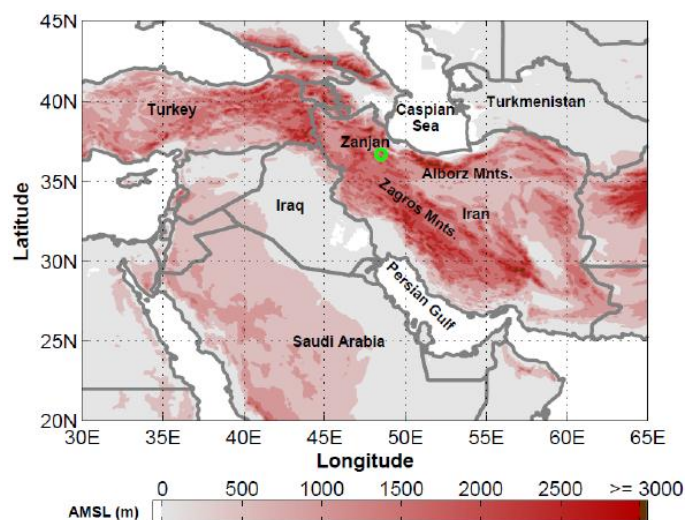 45N
40N
35N
30N
25N
20N
Latitude
Turkey
Caspian
Sea
Turkmenistan
Zanjan
Alborz Mnts.
Iraq
Zagros Mnts.
Iran
Persian Gulf
Saudi Arabia
30E 35E 40E 45E 50E 55E 60E 65E
Longitude
0 500 1000 1500 2000 2500 >= 3000
AMSL (m)